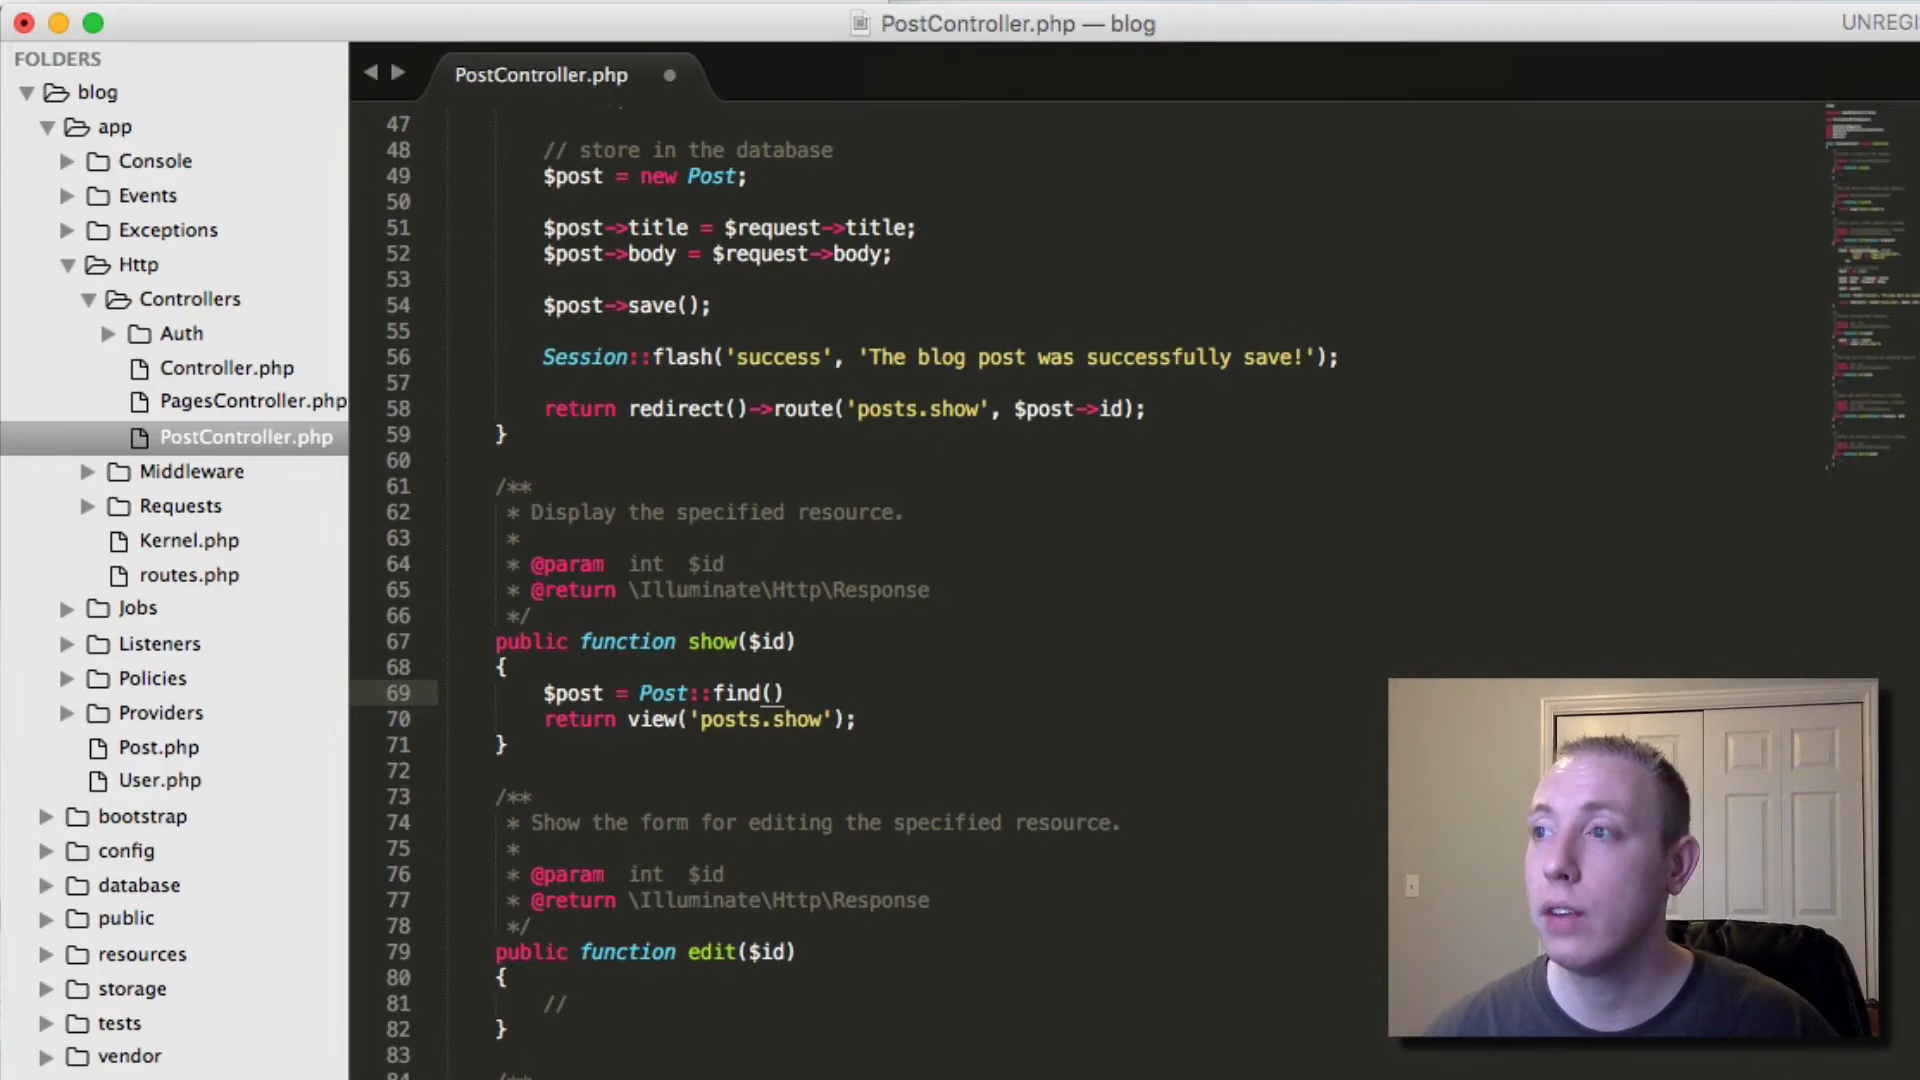 PostController.php — blog
UNREGI
FOLDERS
blog
app
Console
Events
Exceptions
Http
Controllers
Auth
Controller.php
PagesController.php
PostController.php
Middleware
Requests
Kernel.php
routes.php
Jobs
Listeners
Policies
Providers
Post.php
User.php
bootstrap
config
database
public
resources
storage
tests
vendor
PostController.php
47
48 // store in the database
49 $post = new Post;
50
51 $post->title = $request->title;
52 $post->body = $request->body;
53
54 $post->save();
55
56 Session::flash('success', 'The blog post was successfully save!');
57
58 return redirect()->route('posts.show', $post->id);
59 }
60
61 /**
62 * Display the specified resource.
63 *
64 * @param  int  $id
65 * @return \Illuminate\Http\Response
66 */
67 public function show($id)
68 {
69 $post = Post::find()
70 return view('posts.show');
71 }
72
73 /**
74 * Show the form for editing the specified resource.
75 *
76 * @param  int  $id
77 * @return \Illuminate\Http\Response
78 */
79 public function edit($id)
80 {
81 //
82 }
83